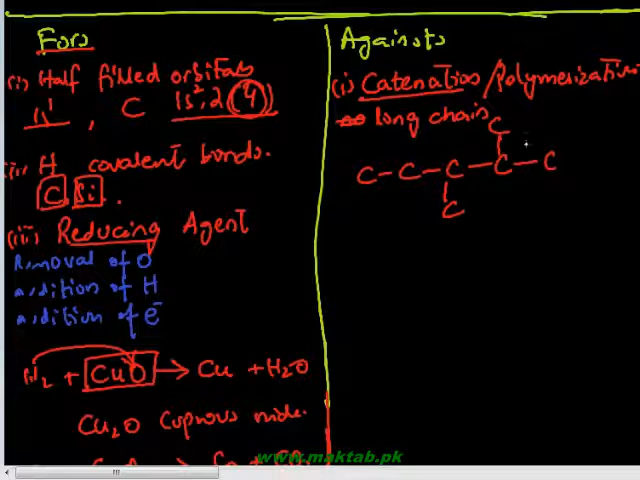 Fors
(i) Half filled orbitals
1s¹, C 1s², 2 (4)
(ii) H covalent bonds.
C, Si.
(iii) Reducing Agent
Removal of O
Addition of H
Addition of e⁻
H₂ + CuO → Cu + H₂O
Cu₂O Cuprous
Againsts
(i) Catenation / Polymerization
long chains
C
C - C - C - C - C
C
www.maktab.pk